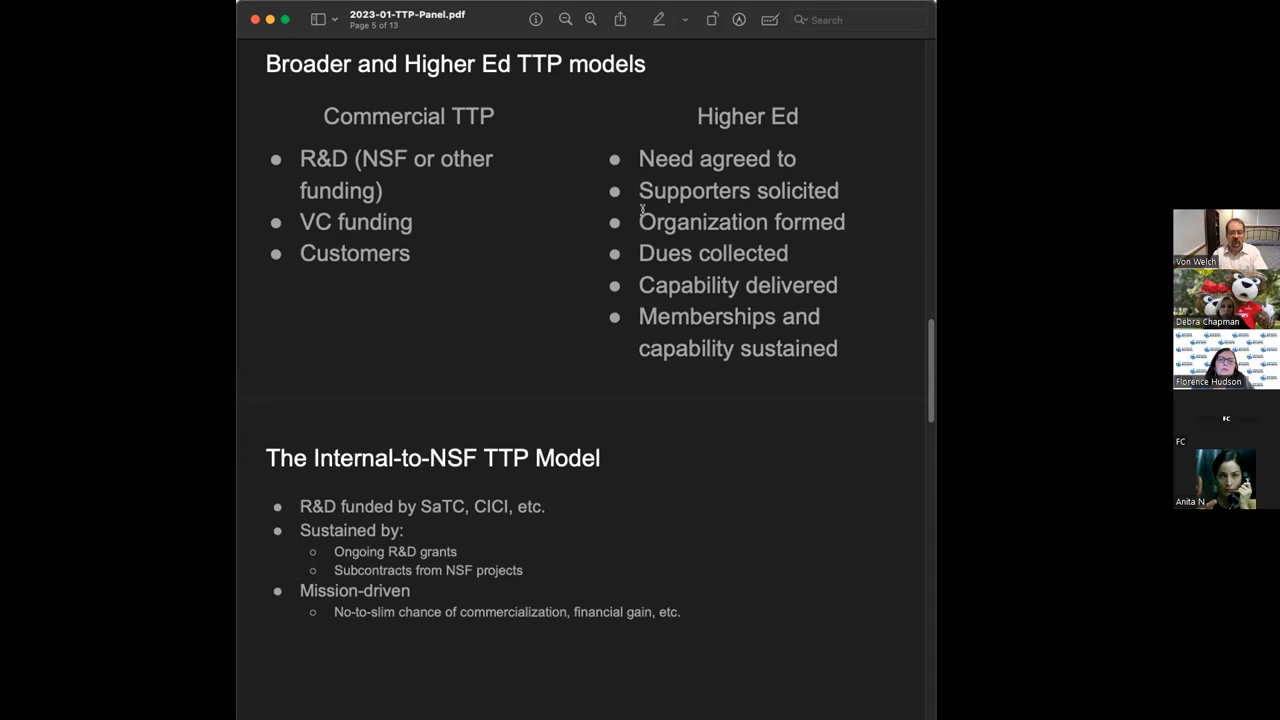 2023-01-TTP-Panel.pdf
Page 5 of 13
Search
Broader and Higher Ed TTP models
Commercial TTP
● R&D (NSF or other
funding)
● VC funding
● Customers
Higher Ed
● Need agreed to
● Supporters solicited
● Organization formed
● Dues collected
● Capability delivered
● Memberships and
capability sustained
The Internal-to-NSF TTP Model
● R&D funded by SaTC, CICI, etc.
● Sustained by:
○ Ongoing R&D grants
○ Subcontracts from NSF projects
● Mission-driven
○ No-to-slim chance of commercialization, financial gain, etc.
Von Welch
Debra Chapman
Florence Hudson
FC
FC
Anita N